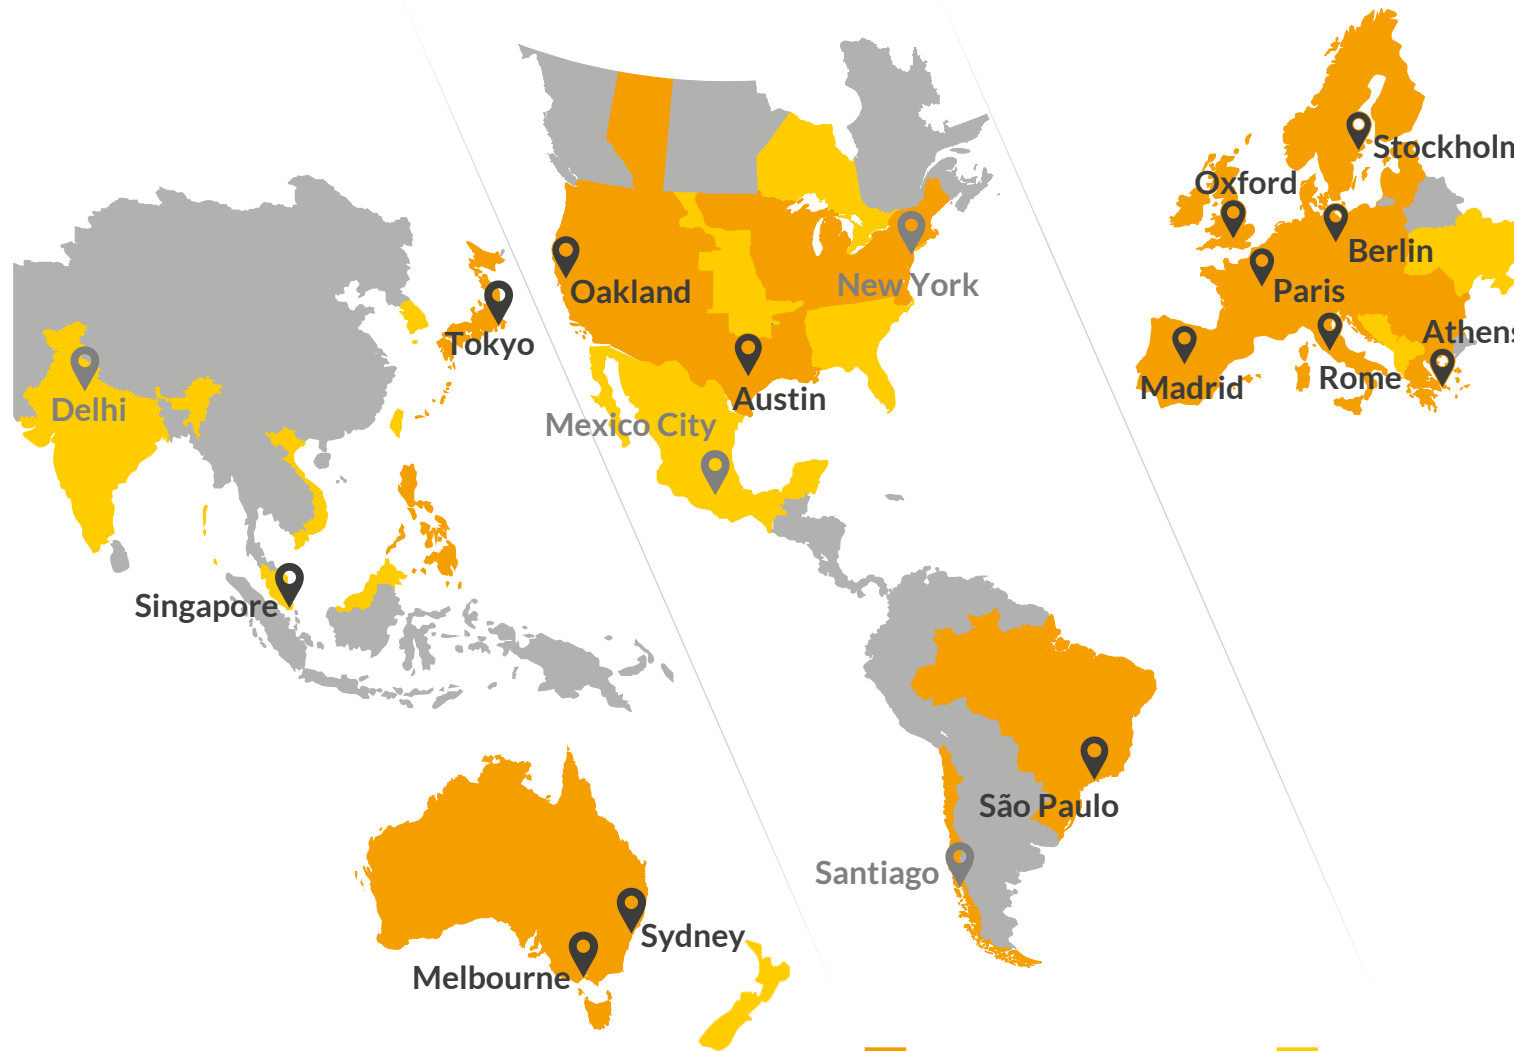 Stockholm
Oxford
Berlin
Oakland
New York
Paris
Tokyo
Athens
Rome
Madrid
Austin
Delhi
Mexico City
Singapore
São Paulo
Santiago
Sydney
Melbourne